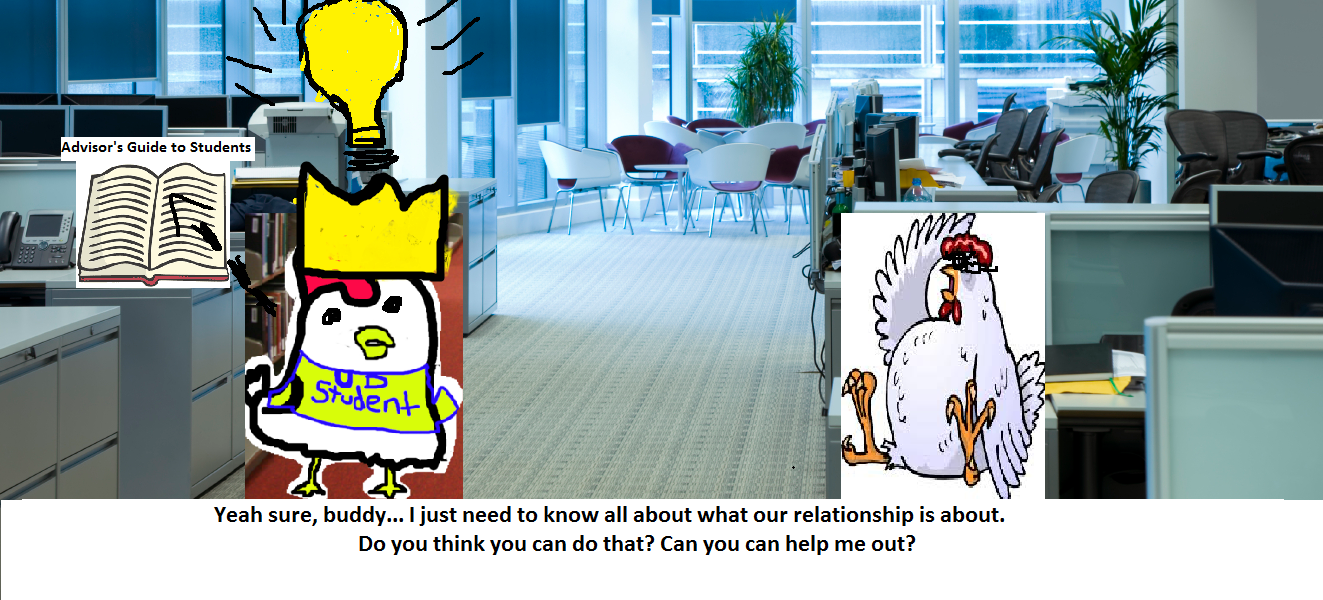 Advisor's Guide to Students
UB
Student
Yeah sure, buddy... I just need to know all about what our relationship is about.
Do you think you can do that? Can you can help me out?